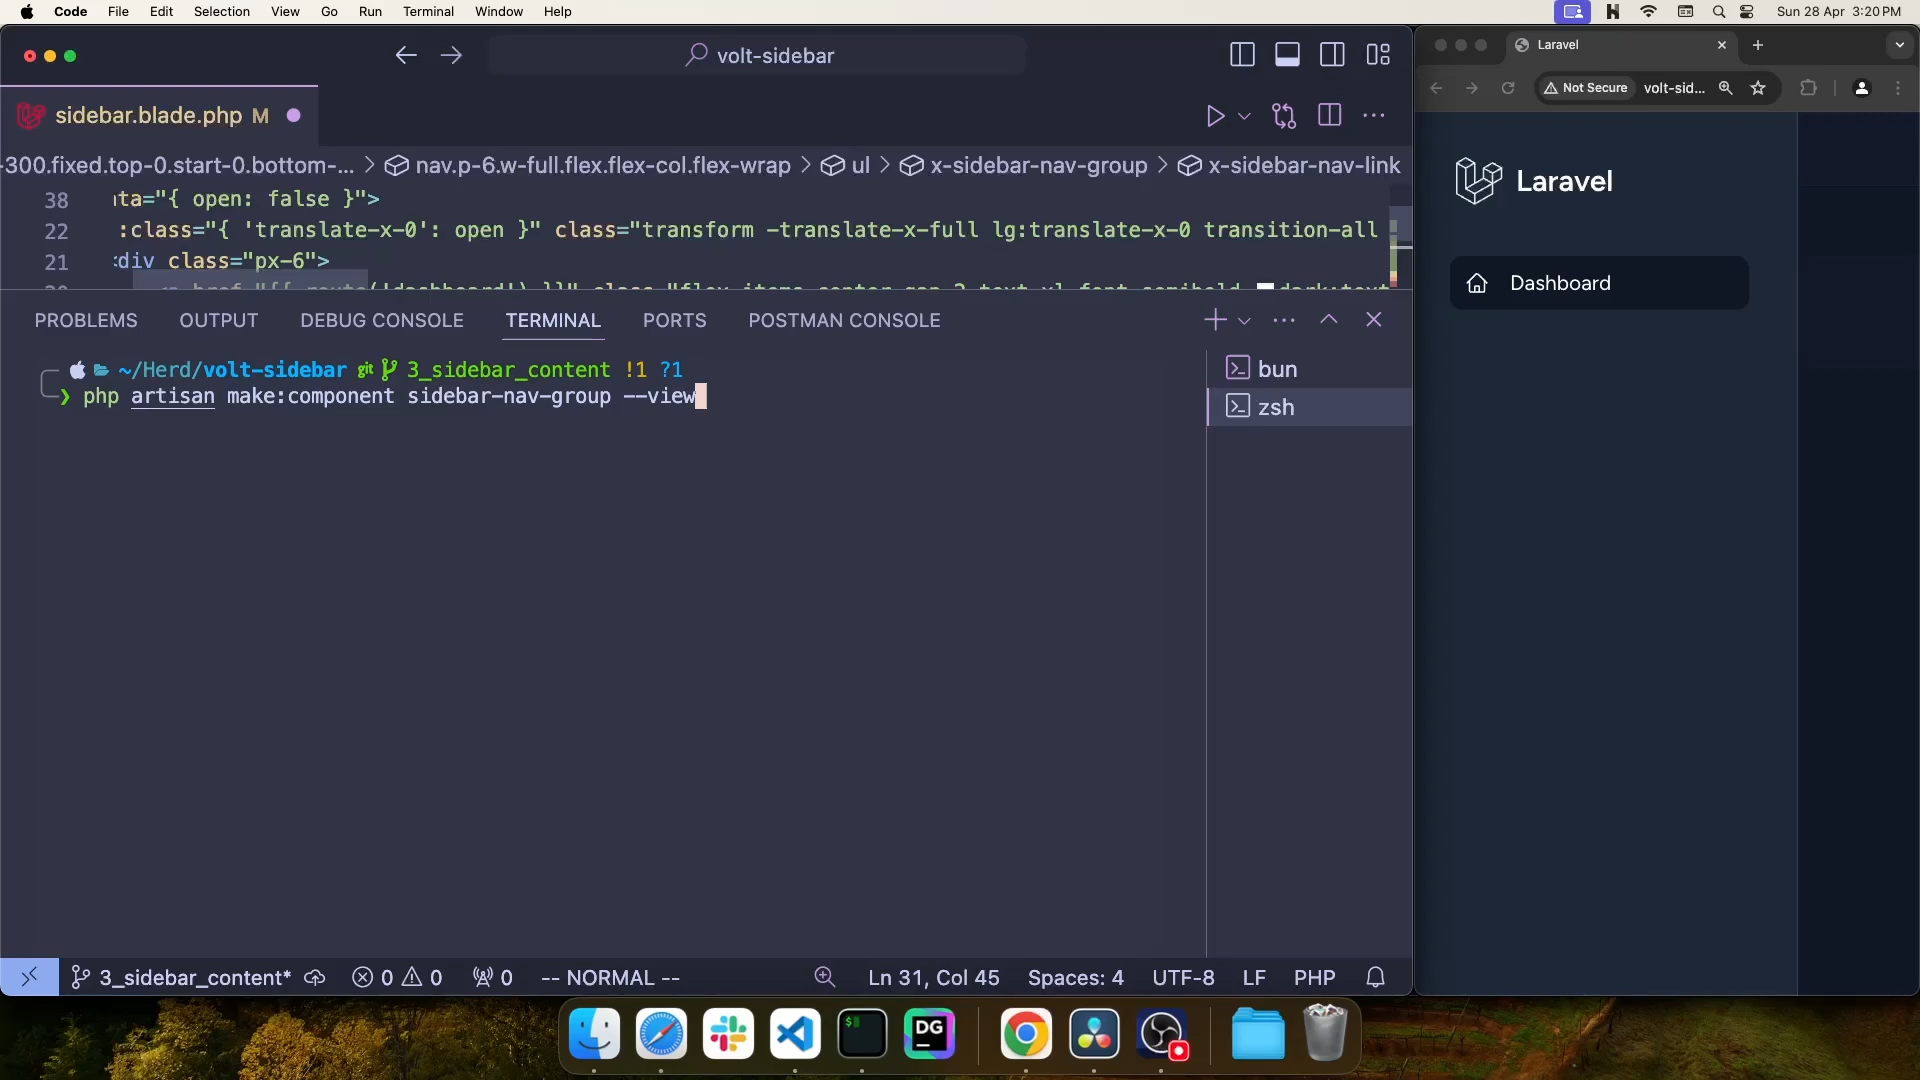 Code File Edit Selection View Go Run Terminal Window Help
Sun 28 Apr 3:20 PM
volt-sidebar
sidebar.blade.php M
-300.fixed.top-0.start-0.bottom-... > nav.p-6.w-full.flex.flex-col.flex-wrap > ul > x-sidebar-nav-group > x-sidebar-nav-link
38 ta="{ open: false }">
22 :class="{ 'translate-x-0': open }" class="transform -translate-x-full lg:translate-x-0 transition-all
21 <div class="px-6">
PROBLEMS OUTPUT DEBUG CONSOLE TERMINAL PORTS POSTMAN CONSOLE
~/Herd/volt-sidebar git 3_sidebar_content !1 ?1
❯ php artisan make:component sidebar-nav-group --view
bun
zsh
3_sidebar_content* 0 0 0 -- NORMAL -- Ln 31, Col 45 Spaces: 4 UTF-8 LF PHP
Laravel
Not Secure volt-sid...
Laravel
Dashboard
$
DG